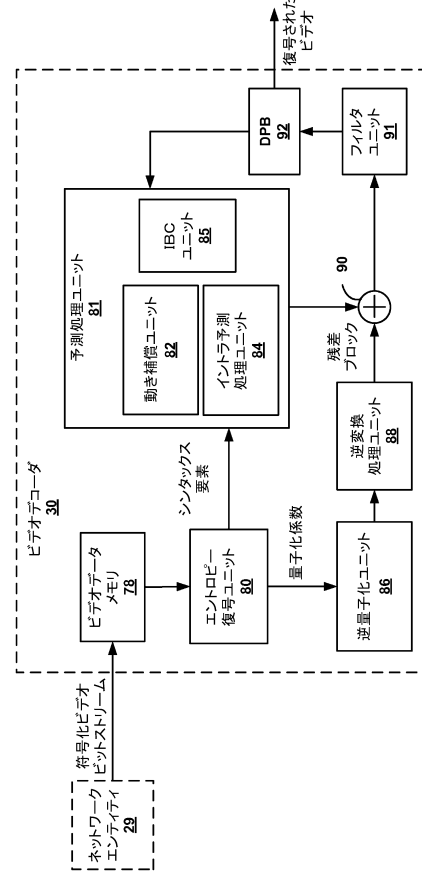 ネットワーク
エンティティ
29
符号化ビデオ
ビットストリーム
ビデオデコーダ
30
ビデオデータ
メモリ
78
エントロピー
復号ユニット
80
シンタックス
要素
量子化係数
逆量子化ユニット
86
逆変換
処理ユニット
88
残差
ブロック
90
予測処理ユニット
81
動き補償ユニット
82
イントラ予測
処理ユニット
84
IBC
ユニット
85
フィルタ
ユニット
91
DPB
92
復号された
ビデオ